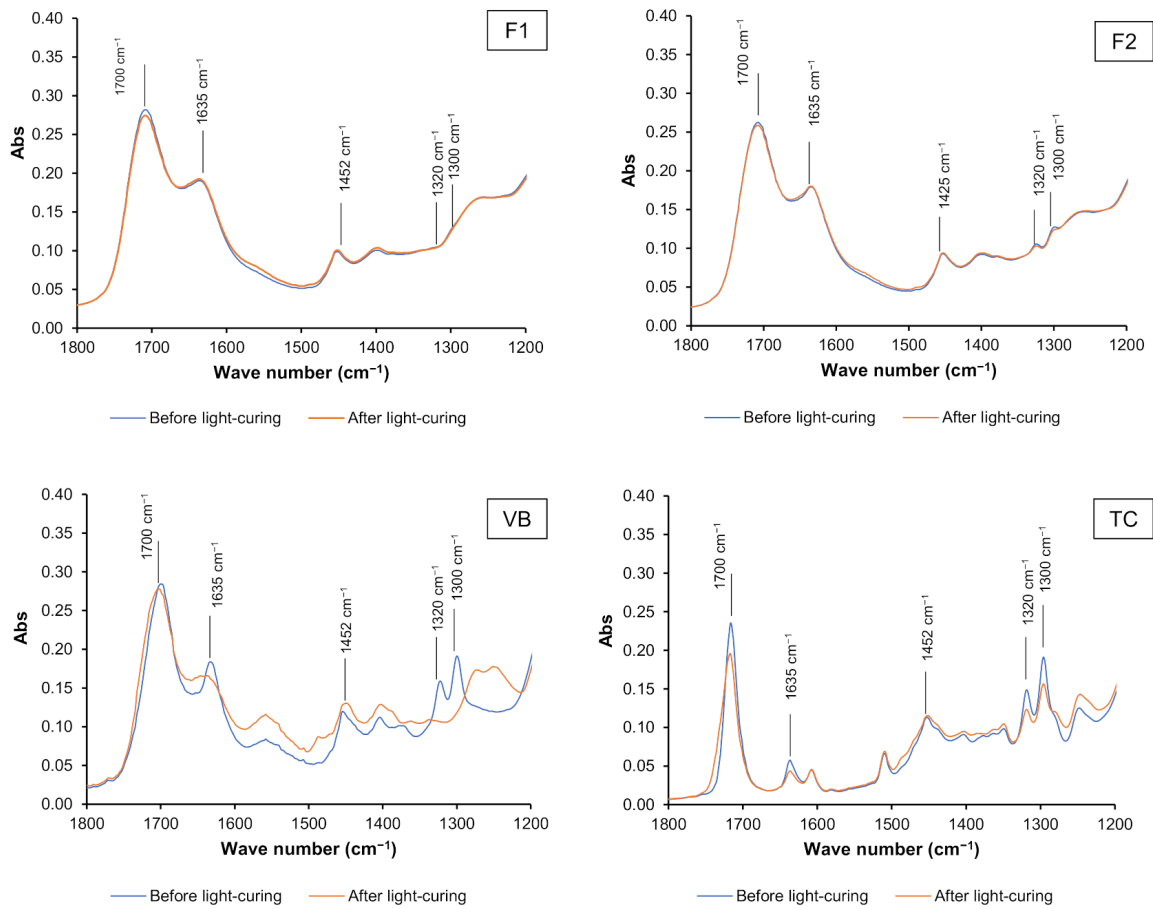 F1
0.40
0.35
0.30
0.25
0.20
0.15
0.10
0.05
0.00
Abs
1700 cm⁻¹
1635 cm⁻¹
1452 cm⁻¹
1320 cm⁻¹
1300 cm⁻¹
1800 1700 1600 1500 1400 1300 1200
Wave number (cm⁻¹)
Before light-curing After light-curing
F2
0.40
0.35
0.30
0.25
0.20
0.15
0.10
0.05
0.00
Abs
1700 cm⁻¹
1635 cm⁻¹
1425 cm⁻¹
1320 cm⁻¹
1300 cm⁻¹
1800 1700 1600 1500 1400 1300 1200
Wave number (cm⁻¹)
Before light-curing After light-curing
VB
0.40
0.35
0.30
0.25
0.20
0.15
0.10
0.05
0.00
Abs
1700 cm⁻¹
1635 cm⁻¹
1452 cm⁻¹
1320 cm⁻¹
1300 cm⁻¹
1800 1700 1600 1500 1400 1300 1200
Wave number (cm⁻¹)
Before light-curing After light-curing
TC
0.40
0.35
0.30
0.25
0.20
0.15
0.10
0.05
0.00
Abs
1700 cm⁻¹
1635 cm⁻¹
1452 cm⁻¹
1320 cm⁻¹
1300 cm⁻¹
1800 1700 1600 1500 1400 1300 1200
Wave number (cm⁻¹)
Before light-curing After light-curing